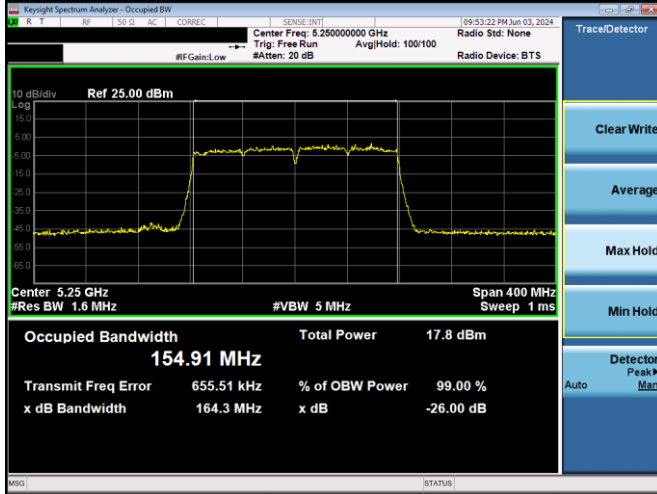 Keysight Spectrum Analyzer - Occupied BW
R T RF 50 Ω AC CORREC SENSE:INT 09:53:22 PM Jun 03, 2024
Center Freq: 5.250000000 GHz Radio Std: None
Trig: Free Run Avg|Hold: 100/100
#IFGain:Low #Atten: 20 dB Radio Device: BTS
10 dB/div Ref 25.00 dBm
Log
15.0
5.00
-5.00
-15.0
-25.0
-35.0
-45.0
-55.0
-65.0
Center 5.25 GHz Span 400 MHz
#Res BW 1.6 MHz #VBW 5 MHz Sweep 1 ms
Occupied Bandwidth Total Power 17.8 dBm
154.91 MHz
Transmit Freq Error 655.51 kHz % of OBW Power 99.00 %
x dB Bandwidth 164.3 MHz x dB -26.00 dB
MSG STATUS
Trace/Detector
Clear Write
Average
Max Hold
Min Hold
Detector
Peak
Auto Man